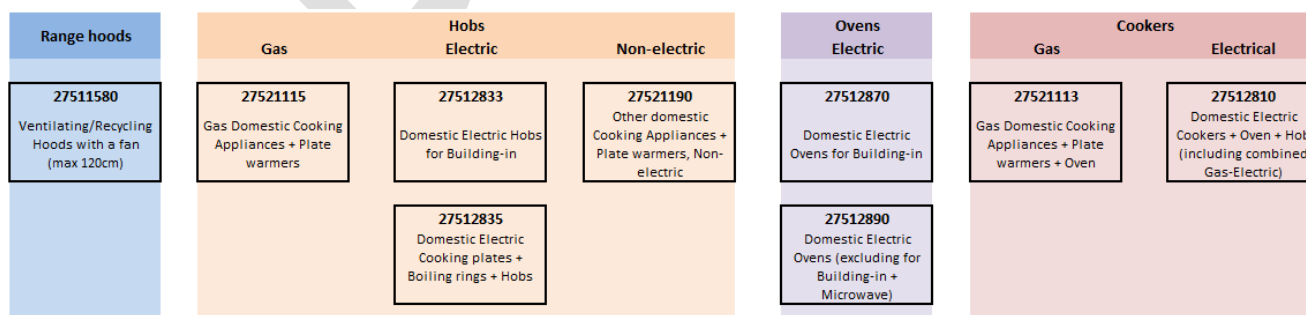 Range hoods
Hobs
Gas
Electric
Non-electric
Ovens
Electric
Cookers
Gas
Electrical
27511580
Ventilating/Recycling
Hoods with a fan
(max 120cm)
27521115
Gas Domestic Cooking
Appliances + Plate
warmers
27512833
Domestic Electric Hobs
for Building-in
27521190
Other domestic
Cooking Appliances +
Plate warmers, Non-
electric
27512870
Domestic Electric
Ovens for Building-in
27521113
Gas Domestic Cooking
Appliances + Plate
warmers + Oven
27512810
Domestic Electric
Cookers + Oven + Hob
(including combined
Gas-Electric)
27512835
Domestic Electric
Cooking plates +
Boiling rings + Hobs
27512890
Domestic Electric
Ovens (excluding for
Building-in +
Microwave)